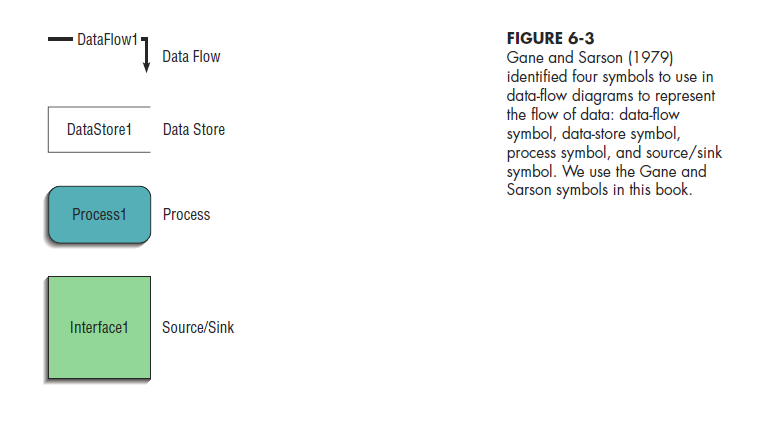 DataFlow1
Data Flow
DataStore1
Data Store
Process1
Process
Interface1
Source/Sink
FIGURE 6-3
Gane and Sarson (1979)
identified four symbols to use in
data-flow diagrams to represent
the flow of data: data-flow
symbol, data-store symbol,
process symbol, and source/sink
symbol. We use the Gane and
Sarson symbols in this book.